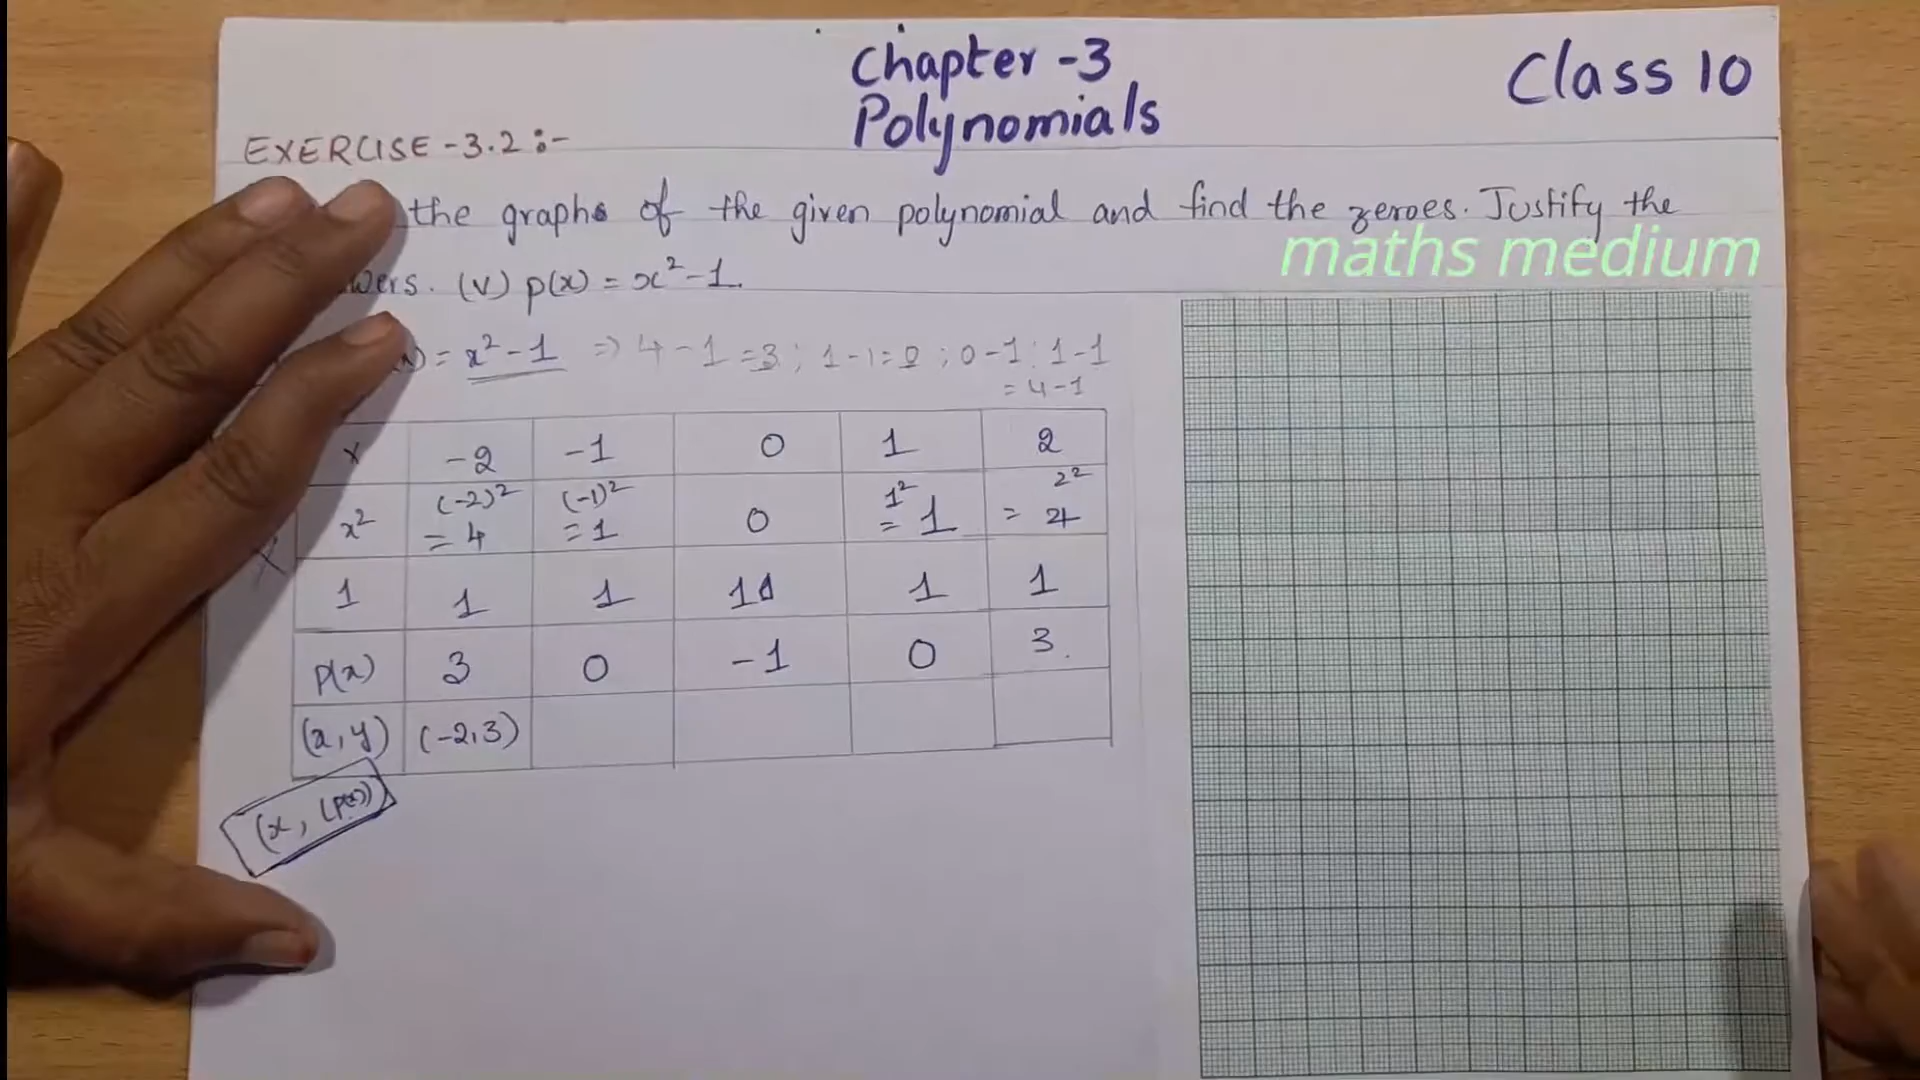 Chapter -3
Polynomials
Class 10
EXERCISE -3.2 :-
the graphs of the given polynomial and find the zeroes. Justify the
maths medium
wers. (v) p(x) = x² - 1.
) = x² - 1 => 4 - 1 = 3 ; 1 - 1 = 0 ; 0 - 1 ; 1 - 1
= 4 - 1
x -2 -1 0 1 2
x² (-2)² = 4 (-1)² = 1 0 1² = 1 2² = 4
1 1 1 1 1 1
p(x) 3 0 -1 0 3.
(x, y) (-2, 3)
(x, (p(x))